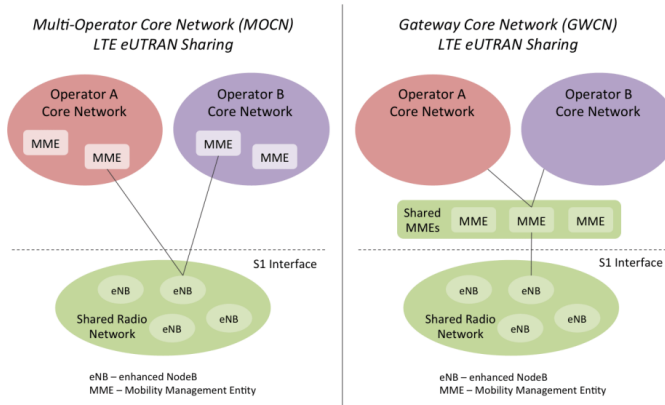 Multi-Operator Core Network (MOCN)
LTE eUTRAN Sharing
Operator A
Core Network
MME
MME
Operator B
Core Network
MME
MME
S1 Interface
eNB
eNB
Shared Radio
Network
eNB
eNB
eNB – enhanced NodeB
MME – Mobility Management Entity
Gateway Core Network (GWCN)
LTE eUTRAN Sharing
Operator A
Core Network
Operator B
Core Network
Shared
MMEs
MME
MME
MME
S1 Interface
eNB
eNB
Shared Radio
Network
eNB
eNB
eNB – enhanced NodeB
MME – Mobility Management Entity